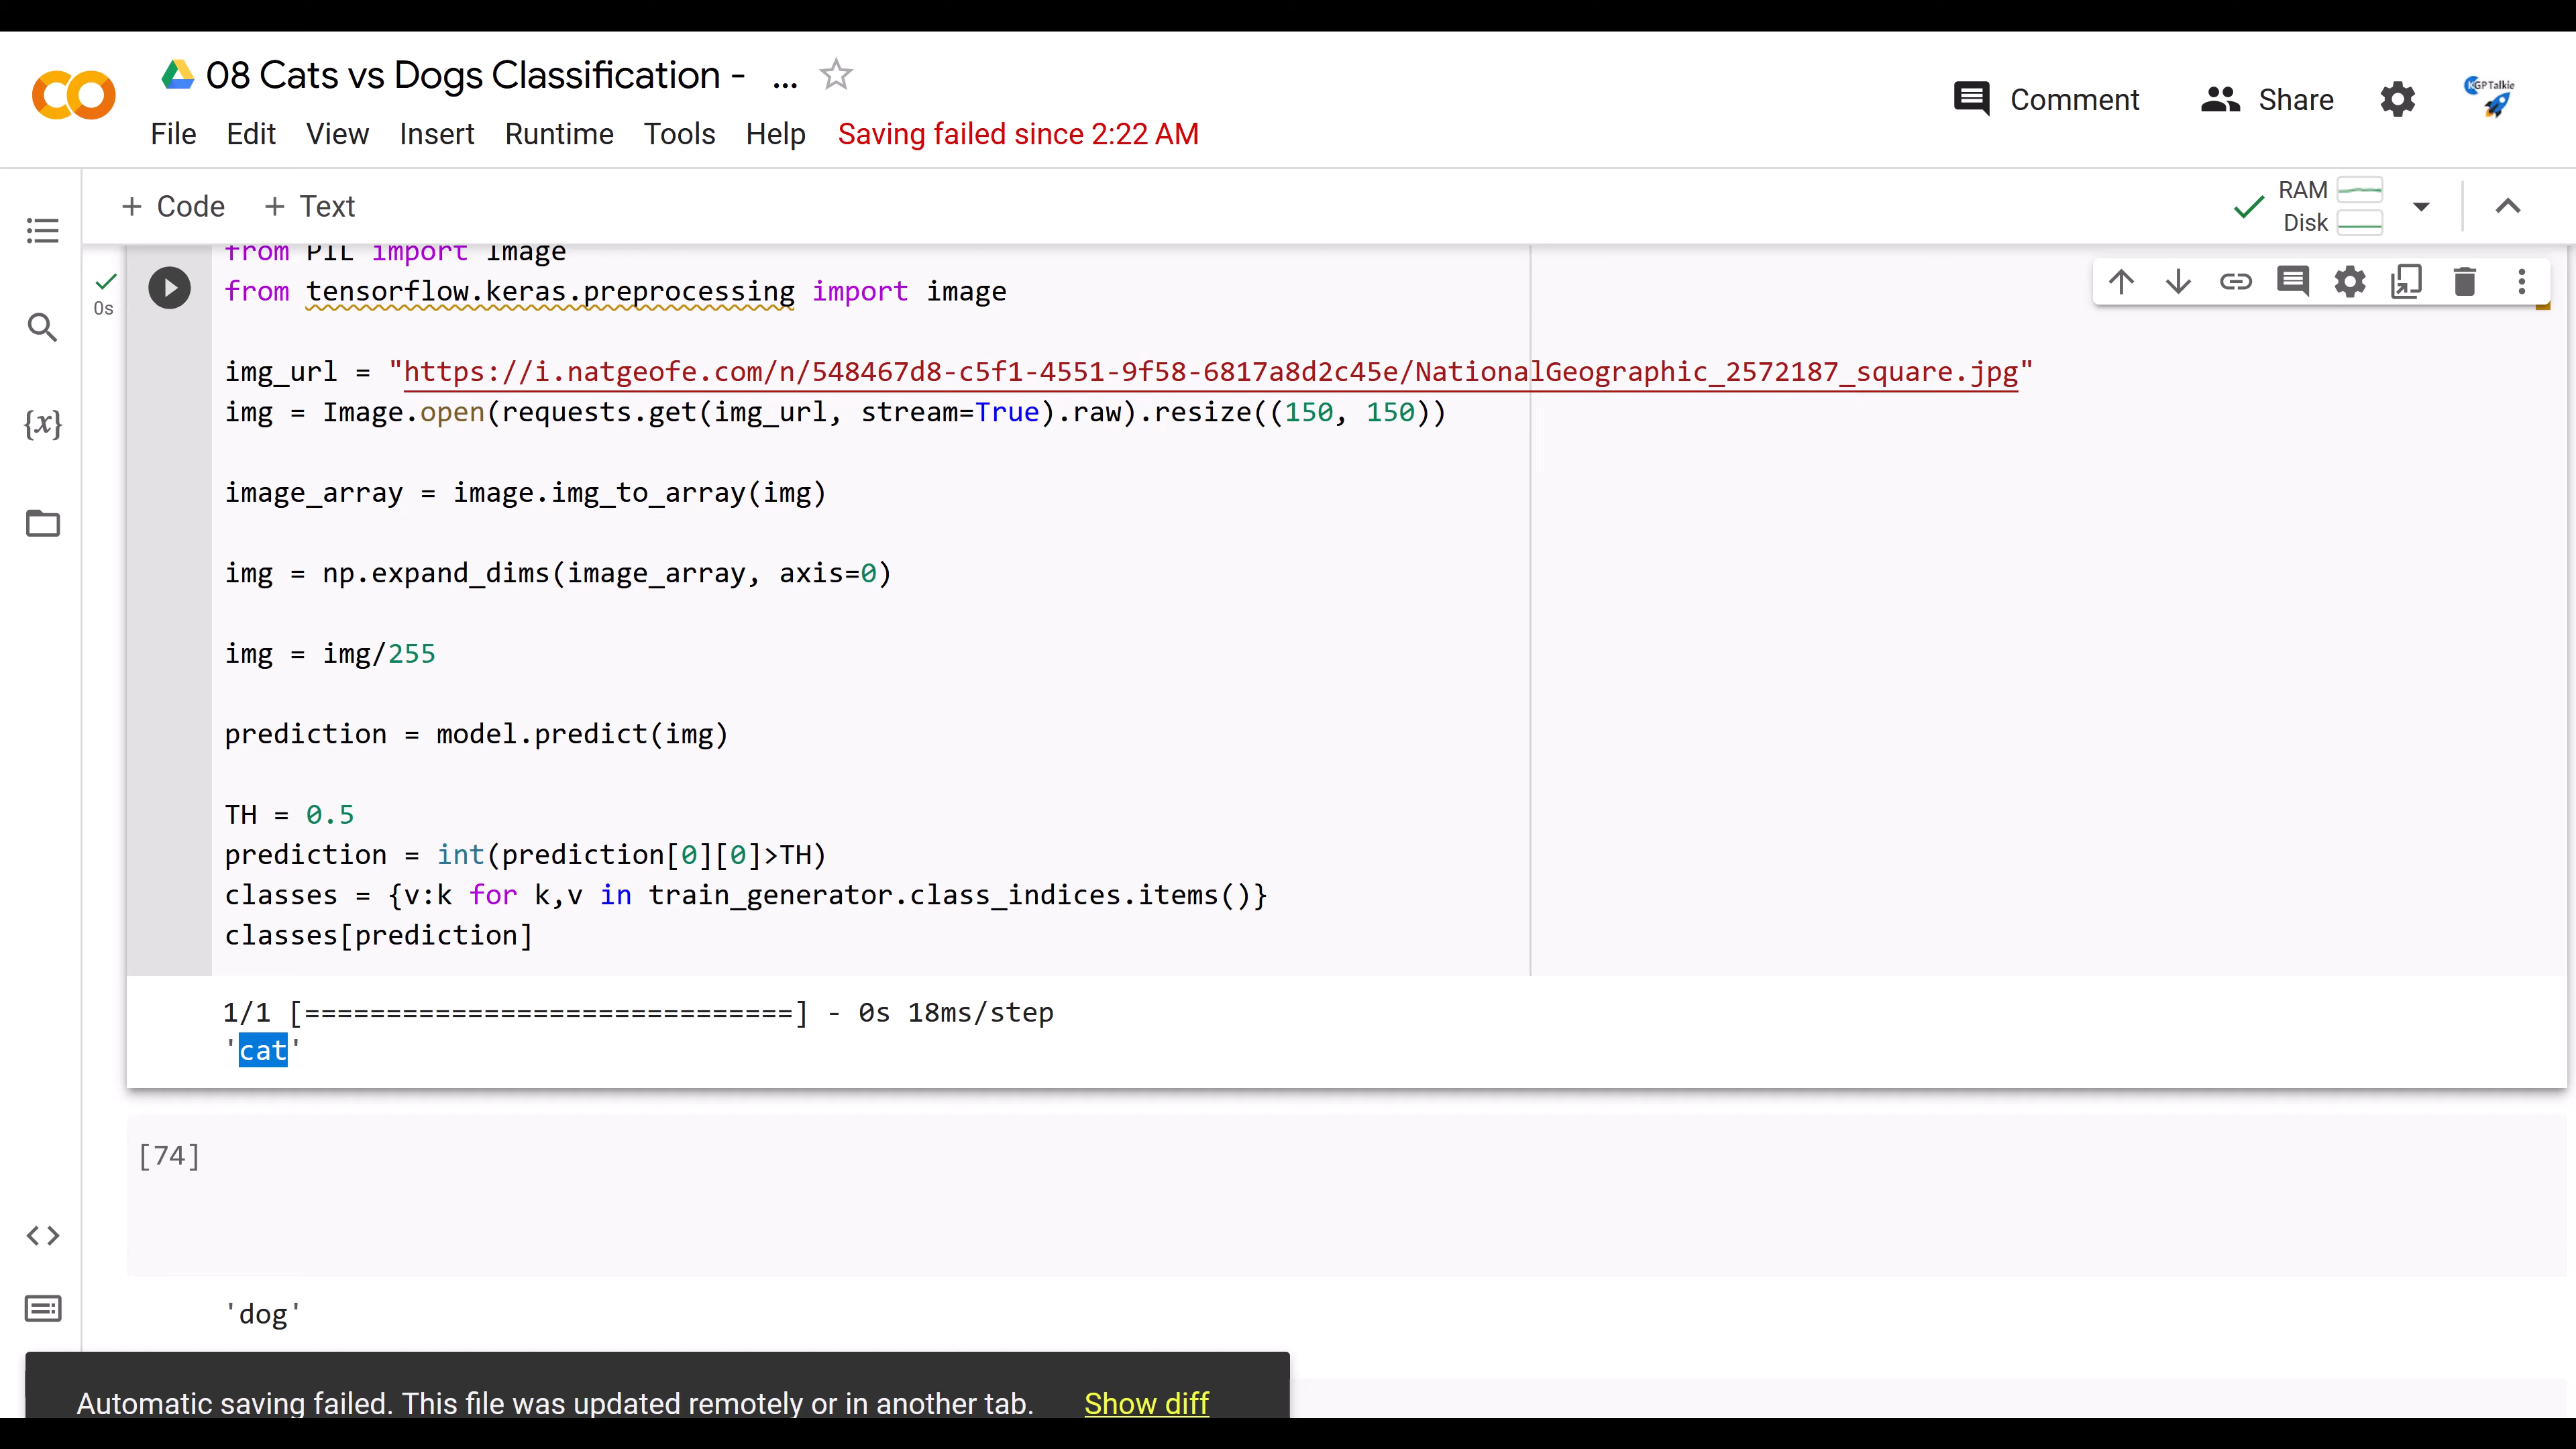 08 Cats vs Dogs Classification - ...
File Edit View Insert Runtime Tools Help Saving failed since 2:22 AM
Comment Share
KGPTalkie
+ Code + Text
RAM
Disk
from PIL import Image
0s
from tensorflow.keras.preprocessing import image
img_url = "https://i.natgeofe.com/n/548467d8-c5f1-4551-9f58-6817a8d2c45e/NationalGeographic_2572187_square.jpg"
img = Image.open(requests.get(img_url, stream=True).raw).resize((150, 150))
image_array = image.img_to_array(img)
img = np.expand_dims(image_array, axis=0)
img = img/255
prediction = model.predict(img)
TH = 0.5
prediction = int(prediction[0][0]>TH)
classes = {v:k for k,v in train_generator.class_indices.items()}
classes[prediction]
1/1 [==============================] - 0s 18ms/step
'cat'
[74]
'dog'
Automatic saving failed. This file was updated remotely or in another tab. Show diff